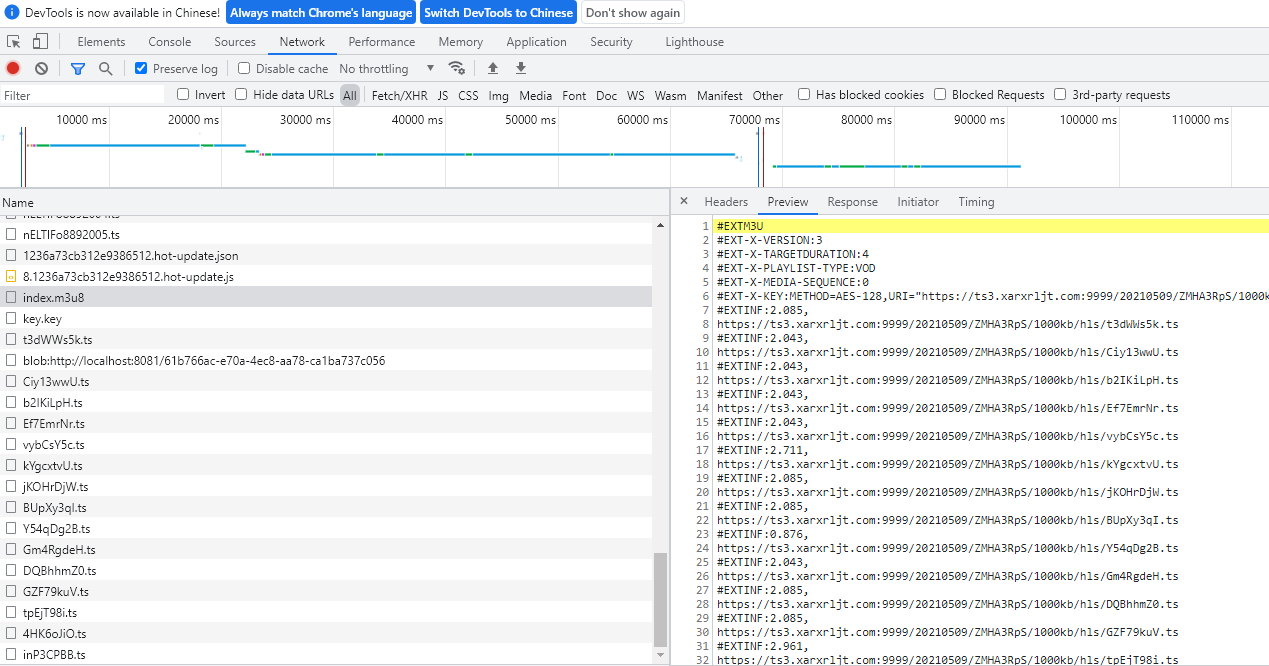 DevTools is now available in Chinese! Always match Chrome's language Switch DevTools to Chinese Don't show again
Elements Console Sources Network Performance Memory Application Security Lighthouse
Preserve log Disable cache No throttling
Filter Invert Hide data URLs All Fetch/XHR JS CSS Img Media Font Doc WS Wasm Manifest Other Has blocked cookies Blocked Requests 3rd-party requests
10000 ms 20000 ms 30000 ms 40000 ms 50000 ms 60000 ms 70000 ms 80000 ms 90000 ms 100000 ms 110000 ms
Name
nELTIFo8892005.ts
1236a73cb312e9386512.hot-update.json
8.1236a73cb312e9386512.hot-update.js
index.m3u8
key.key
t3dWWs5k.ts
blob:http://localhost:8081/61b766ac-e70a-4ec8-aa78-ca1ba737c056
Ciy13wwU.ts
b2IKiLpH.ts
Ef7EmrNr.ts
vybCsY5c.ts
kYgcxtvU.ts
jKOHrDjW.ts
BUpXy3qI.ts
Y54qDg2B.ts
Gm4RgdeH.ts
DQBhhmZ0.ts
GZF79kuV.ts
tpEjT98i.ts
4HK6oJiO.ts
inP3CPBB.ts
Headers Preview Response Initiator Timing
1 #EXTM3U
2 #EXT-X-VERSION:3
3 #EXT-X-TARGETDURATION:4
4 #EXT-X-PLAYLIST-TYPE:VOD
5 #EXT-X-MEDIA-SEQUENCE:0
6 #EXT-X-KEY:METHOD=AES-128,URI="https://ts3.xarxrljt.com:9999/20210509/ZMHA3RpS/1000k
7 #EXTINF:2.085,
8 https://ts3.xarxrljt.com:9999/20210509/ZMHA3RpS/1000kb/hls/t3dWWs5k.ts
9 #EXTINF:2.043,
10 https://ts3.xarxrljt.com:9999/20210509/ZMHA3RpS/1000kb/hls/Ciy13wwU.ts
11 #EXTINF:2.043,
12 https://ts3.xarxrljt.com:9999/20210509/ZMHA3RpS/1000kb/hls/b2IKiLpH.ts
13 #EXTINF:2.043,
14 https://ts3.xarxrljt.com:9999/20210509/ZMHA3RpS/1000kb/hls/Ef7EmrNr.ts
15 #EXTINF:2.043,
16 https://ts3.xarxrljt.com:9999/20210509/ZMHA3RpS/1000kb/hls/vybCsY5c.ts
17 #EXTINF:2.711,
18 https://ts3.xarxrljt.com:9999/20210509/ZMHA3RpS/1000kb/hls/kYgcxtvU.ts
19 #EXTINF:2.085,
20 https://ts3.xarxrljt.com:9999/20210509/ZMHA3RpS/1000kb/hls/jKOHrDjW.ts
21 #EXTINF:2.085,
22 https://ts3.xarxrljt.com:9999/20210509/ZMHA3RpS/1000kb/hls/BUpXy3qI.ts
23 #EXTINF:0.876,
24 https://ts3.xarxrljt.com:9999/20210509/ZMHA3RpS/1000kb/hls/Y54qDg2B.ts
25 #EXTINF:2.043,
26 https://ts3.xarxrljt.com:9999/20210509/ZMHA3RpS/1000kb/hls/Gm4RgdeH.ts
27 #EXTINF:2.085,
28 https://ts3.xarxrljt.com:9999/20210509/ZMHA3RpS/1000kb/hls/DQBhhmZ0.ts
29 #EXTINF:2.085,
30 https://ts3.xarxrljt.com:9999/20210509/ZMHA3RpS/1000kb/hls/GZF79kuV.ts
31 #EXTINF:2.961,
32 https://ts3.xarxrljt.com:9999/20210509/ZMHA3RpS/1000kb/hls/tpEjT98i.ts